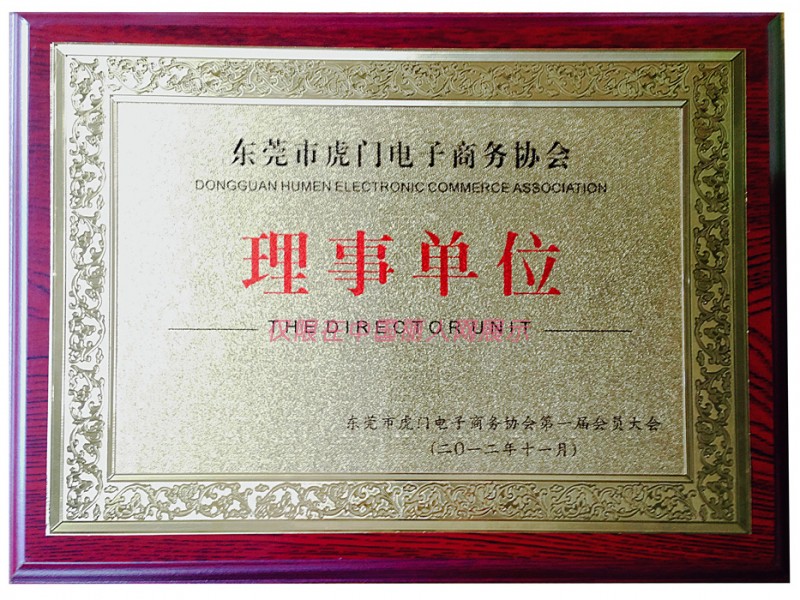 东莞市虎门电子商务协会
DONGGUAN HUMEN ELECTRONIC COMMERCE ASSOCIATION
理事单位
THE DIRECTOR UNIT
东莞市虎门电子商务协会第一届会员大会
(二〇一二年十一月)